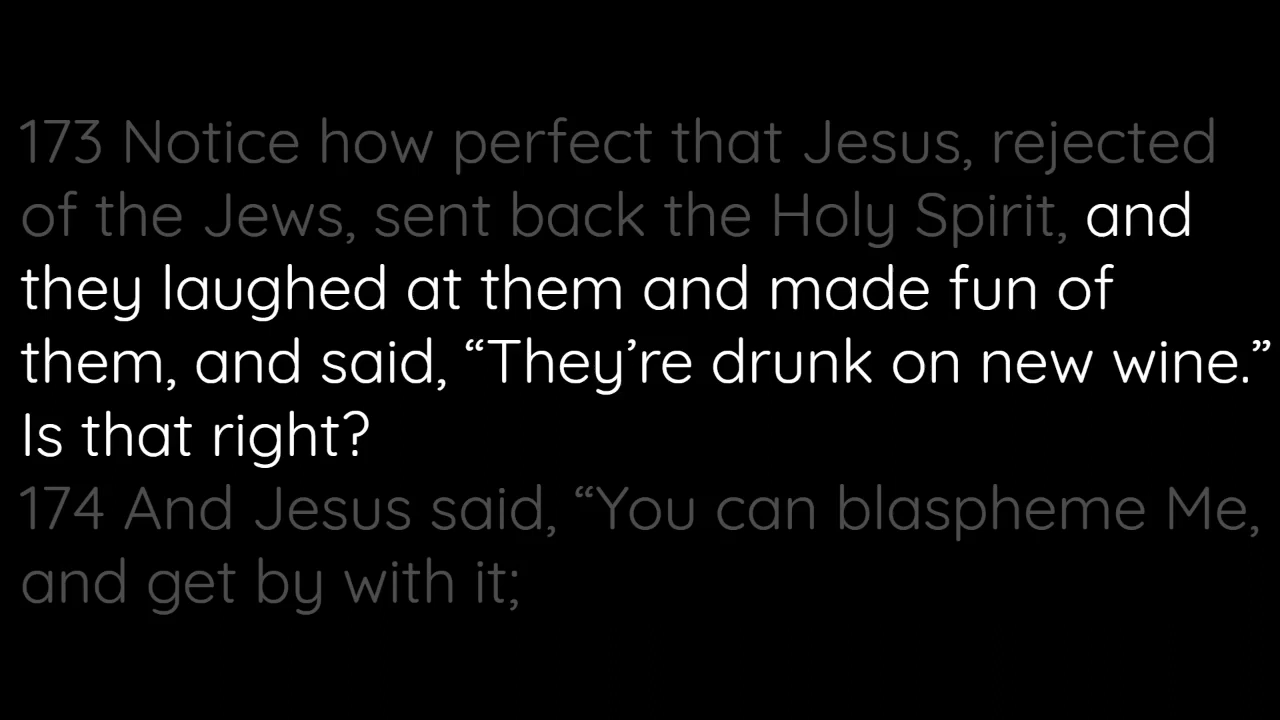 173 Notice how perfect that Jesus, rejected
of the Jews, sent back the Holy Spirit, and
they laughed at them and made fun of
them, and said, “They’re drunk on new wine.”
Is that right?
174 And Jesus said, “You can blaspheme Me,
and get by with it;